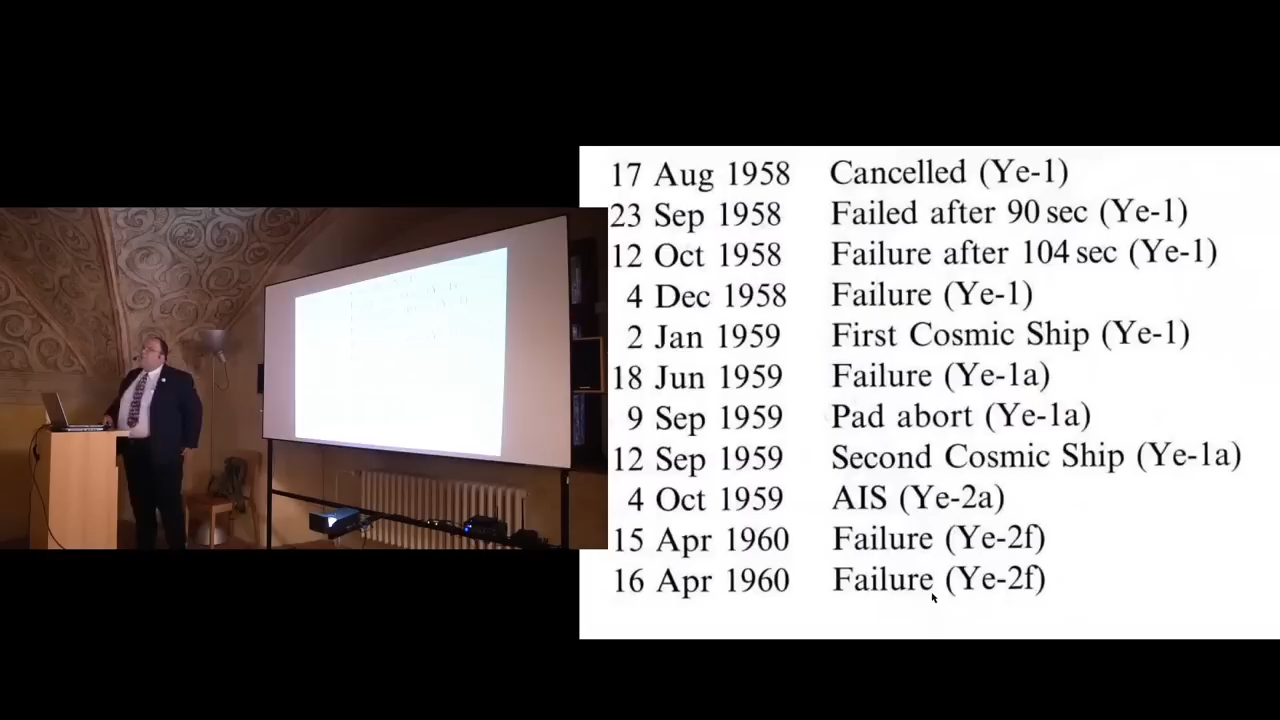 17 Aug 1958 Cancelled (Ye-1)
23 Sep 1958 Failed after 90 sec (Ye-1)
12 Oct 1958 Failure after 104 sec (Ye-1)
4 Dec 1958 Failure (Ye-1)
2 Jan 1959 First Cosmic Ship (Ye-1)
18 Jun 1959 Failure (Ye-1a)
9 Sep 1959 Pad abort (Ye-1a)
12 Sep 1959 Second Cosmic Ship (Ye-1a)
4 Oct 1959 AIS (Ye-2a)
15 Apr 1960 Failure (Ye-2f)
16 Apr 1960 Failure (Ye-2f)